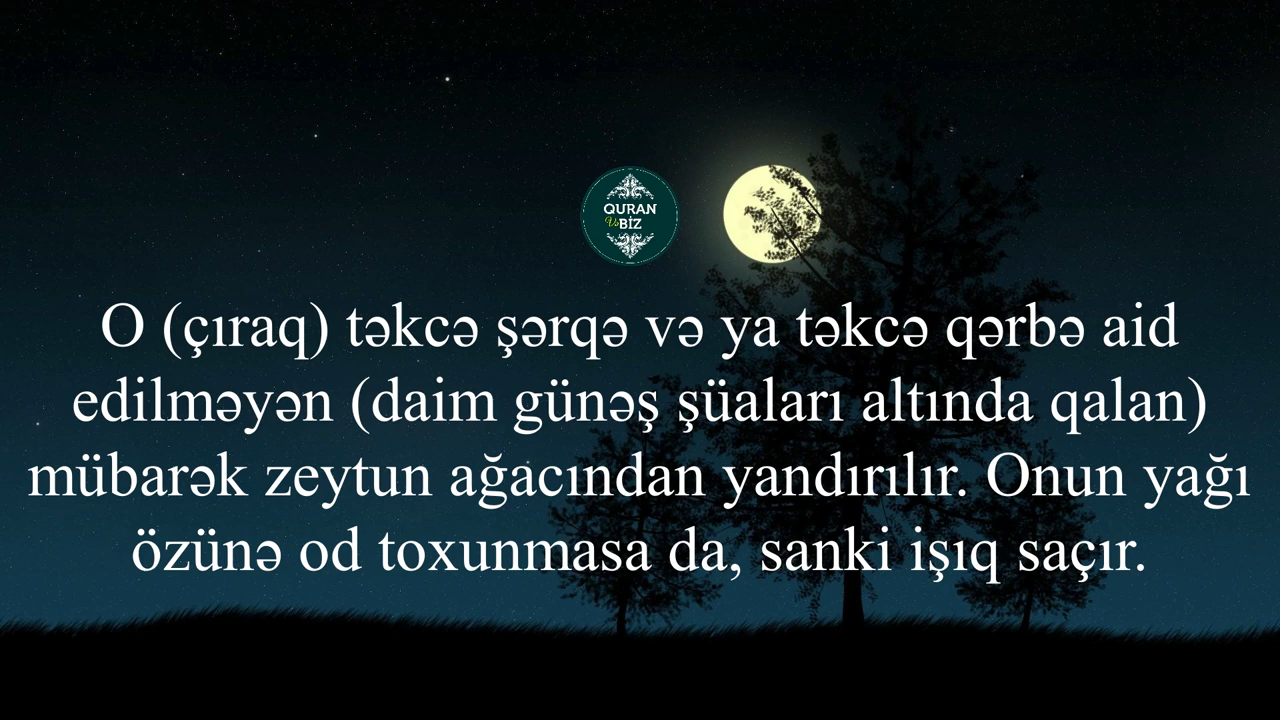 QURAN
Və BİZ
O (çıraq) təkcə şərqə və ya təkcə qərbə aid
edilməyən (daim günəş şüaları altında qalan)
mübarək zeytun ağacından yandırılır. Onun yağı
özünə od toxunmasa da, sanki işıq saçır.